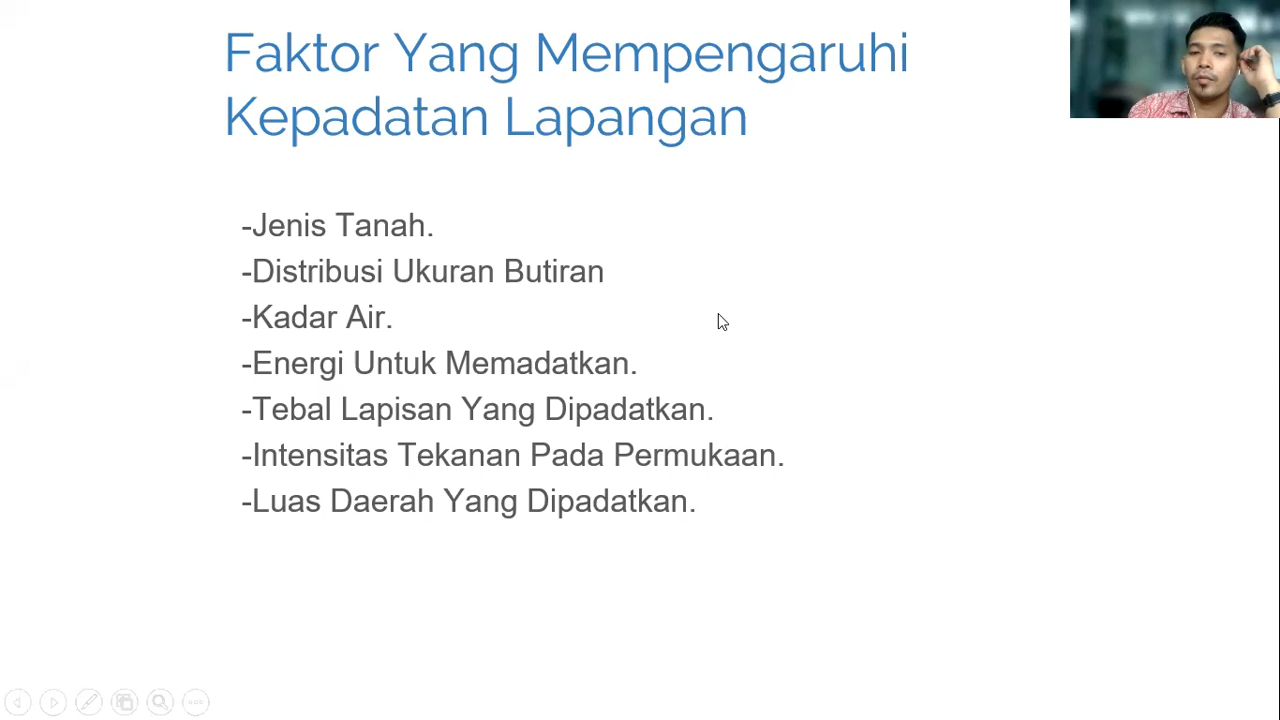 Faktor Yang Mempengaruhi
Kepadatan Lapangan
-Jenis Tanah.
-Distribusi Ukuran Butiran
-Kadar Air.
-Energi Untuk Memadatkan.
-Tebal Lapisan Yang Dipadatkan.
-Intensitas Tekanan Pada Permukaan.
-Luas Daerah Yang Dipadatkan.